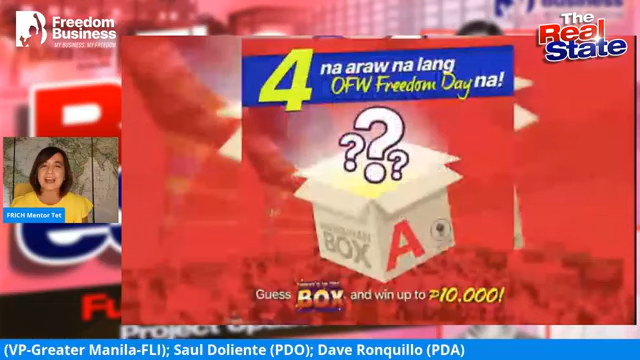 Freedom
Business
MY BUSINESS. MY FREEDOM
The
Real
State
4 na araw na lang
OFW Freedom Day na!
???
BOX
A
FRICH Mentor Tet
Guess
BOX
and win up to ₱10,000!
Project Up
(VP-Greater Manila-FLI); Saul Doliente (PDO); Dave Ronquillo (PDA)